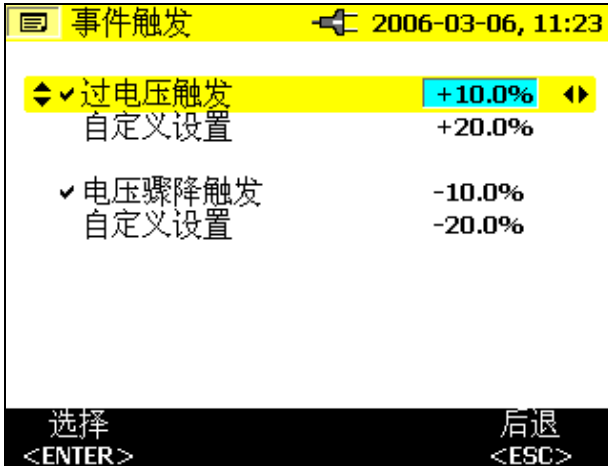 事件触发 2006-03-06, 11:23
✔过电压触发 +10.0%
自定义设置 +20.0%
✔电压骤降触发 -10.0%
自定义设置 -20.0%
选择 后退
<ENTER> <ESC>